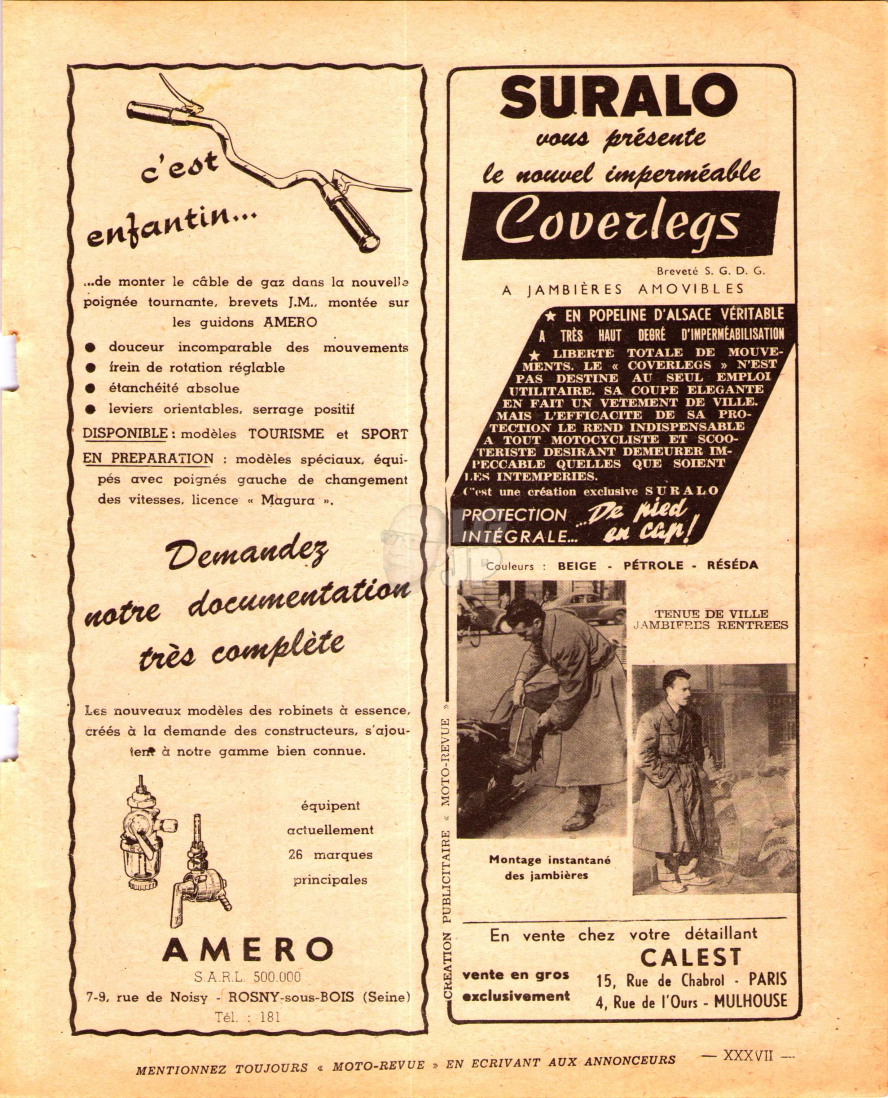 c'est
enfantin...
...de monter le câble de gaz dans la nouvelle
poignée tournante, brevets J.M., montée sur
les guidons AMERO
● douceur incomparable des mouvements
● frein de rotation réglable
● étanchéité absolue
● leviers orientables, serrage positif
DISPONIBLE : modèles TOURISME et SPORT
EN PREPARATION : modèles spéciaux, équi-
pés avec poignés gauche de changement
des vitesses, licence « Magura ».
Demandez
notre documentation
très complète
Les nouveaux modèles des robinets à essence,
créés à la demande des constructeurs, s'ajou-
tent à notre gamme bien connue.
équipent
actuellement
26 marques
principales
AMERO
S.A.R.L. 500.000
7-9, rue de Noisy - ROSNY-sous-BOIS (Seine)
Tél. : 181
SURALO
vous présente
le nouvel imperméable
Coverlegs
Breveté S. G. D. G.
A JAMBIÈRES AMOVIBLES
★ EN POPELINE D'ALSACE VÉRITABLE
A TRÈS HAUT DEGRÉ D'IMPERMÉABILISATION
★ LIBERTE TOTALE DE MOUVE-
MENTS. LE « COVERLEGS » N'EST
PAS DESTINE AU SEUL EMPLOI
UTILITAIRE. SA COUPE ELEGANTE
EN FAIT UN VETEMENT DE VILLE.
MAIS L'EFFICACITE DE SA PRO-
TECTION LE REND INDISPENSABLE
A TOUT MOTOCYCLISTE ET SCOO-
TERISTE DESIRANT DEMEURER IM-
PECCABLE QUELLES QUE SOIENT
LES INTEMPERIES.
C'est une création exclusive SURALO
PROTECTION
INTÉGRALE...
...De pied
en cap!
Couleurs : BEIGE - PÉTROLE - RÉSÉDA
TENUE DE VILLE
JAMBIERES RENTREES
Montage instantané
des jambières
CREATION PUBLICITAIRE « MOTO-REVUE »
En vente chez votre détaillant
vente en gros
exclusivement
CALEST
15, Rue de Chabrol - PARIS
4, Rue de l'Ours - MULHOUSE
MENTIONNEZ TOUJOURS « MOTO-REVUE » EN ECRIVANT AUX ANNONCEURS
— XXXVII —